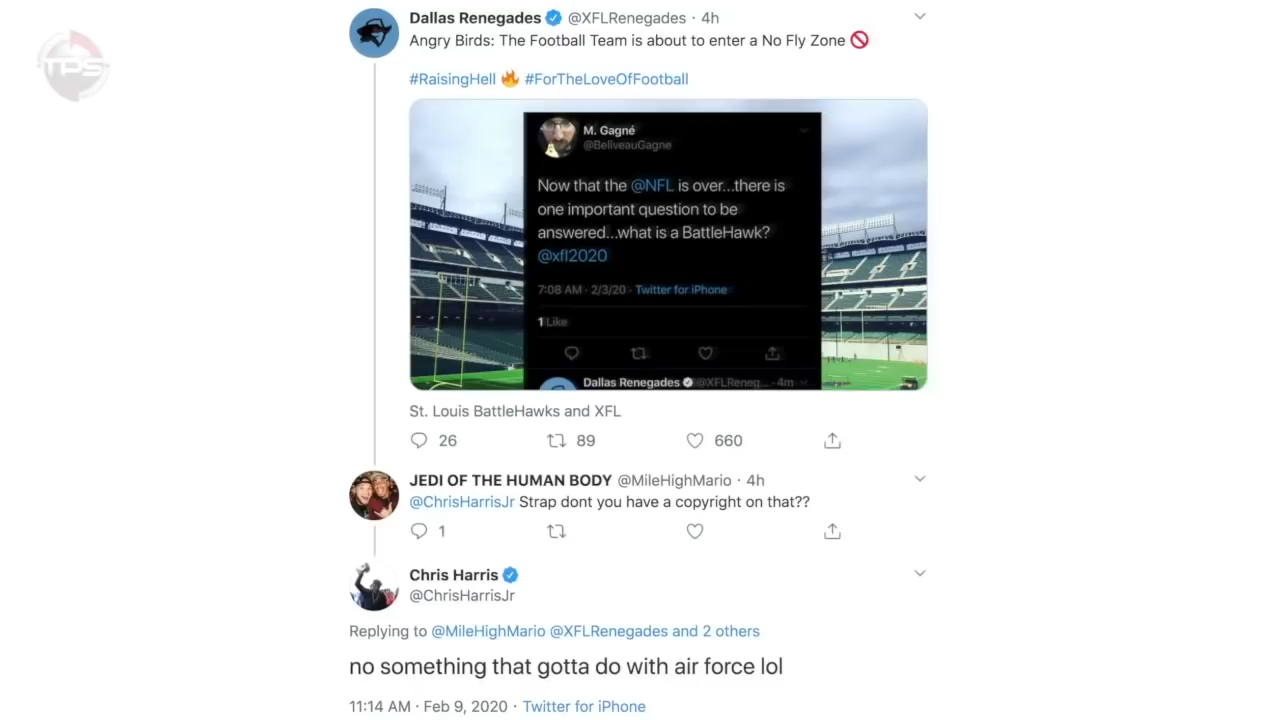 TPS
Dallas Renegades @XFLRenegades · 4h
Angry Birds: The Football Team is about to enter a No Fly Zone 🚫
#RaisingHell 🔥 #ForTheLoveOfFootball
M. Gagné
@BeliveauGagne
Now that the @NFL is over...there is
one important question to be
answered...what is a BattleHawk?
@xfl2020
7:08 AM · 2/3/20 · Twitter for iPhone
1 Like
Dallas Renegades @XFLReneg... · 4m
St. Louis BattleHawks and XFL
26 89 660
JEDI OF THE HUMAN BODY @MileHighMario · 4h
@ChrisHarrisJr Strap dont you have a copyright on that??
1
Chris Harris
@ChrisHarrisJr
Replying to @MileHighMario @XFLRenegades and 2 others
no something that gotta do with air force lol
11:14 AM · Feb 9, 2020 · Twitter for iPhone